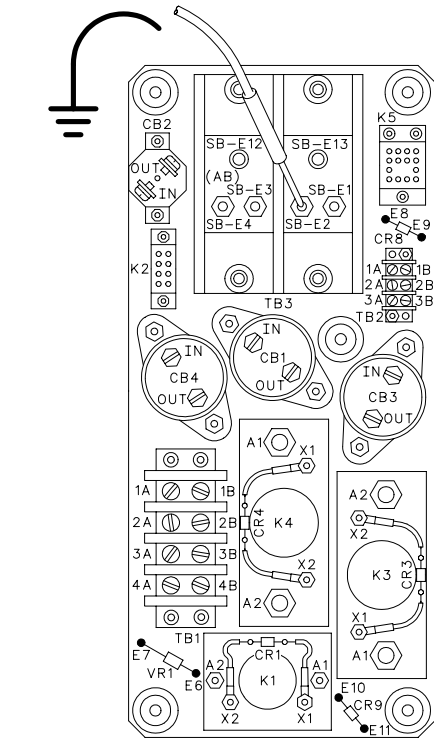 K5
CB2
OUT
IN
SB-E12
SB-E13
(AB)
SB-E3
SB-E1
SB-E4
SB-E2
E8
E9
CR8
K2
1A
1B
2A
2B
3A
3B
TB2
TB3
IN
CB1
OUT
IN
CB4
OUT
IN
CB3
OUT
A1
X1
CR4
K4
X2
A2
1A
1B
2A
2B
3A
3B
4A
4B
TB1
A2
X2
K3
CR3
X1
A1
E7
VR1
E6
A2
CR1
A1
K1
X2
X1
E10
CR9
E11